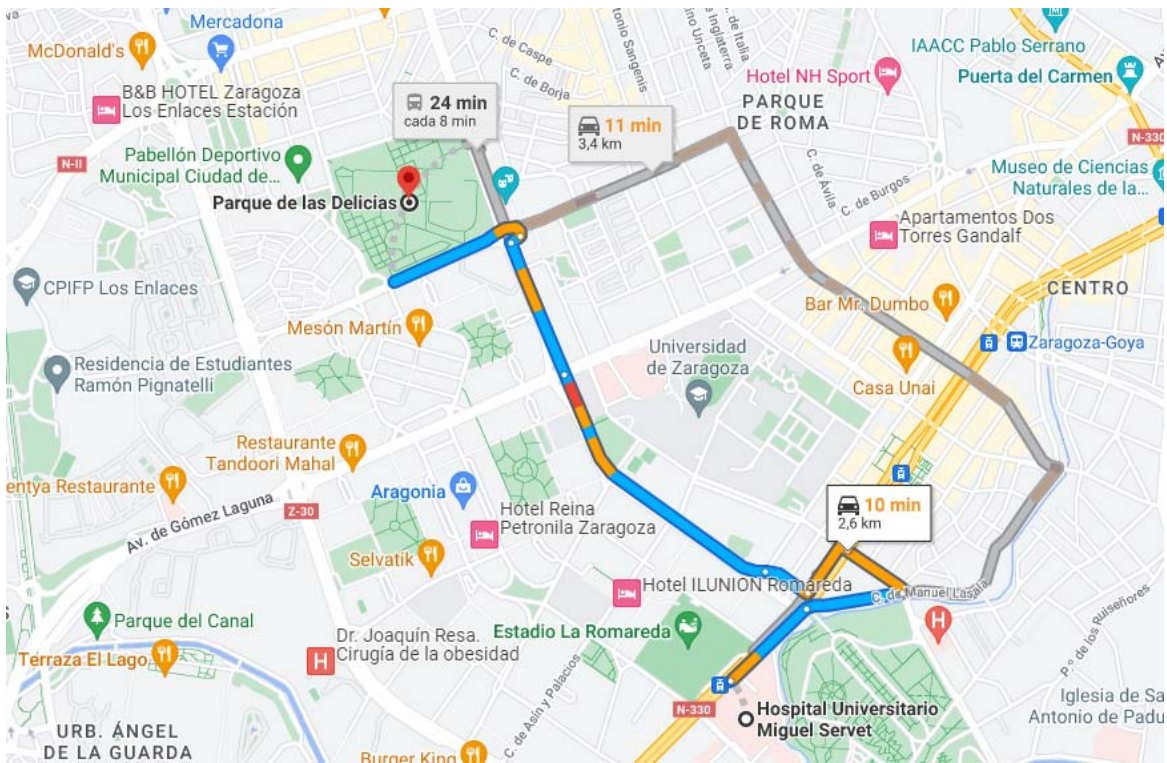 McDonald's
Mercadona
B&B HOTEL Zaragoza
Los Enlaces Estación
N-II
Pabellón Deportivo
Municipal Ciudad de...
Parque de las Delicias
24 min
cada 8 min
C. de Caspe
C. de Borja
11 min
3,4 km
Hotel NH Sport
PARQUE
DE ROMA
IAACC Pablo Serrano
Puerta del Carmen
N-330
Museo de Ciencias
Naturales de la...
C. de Ávila
C. de Burgos
Apartamentos Dos
Torres Gandalf
CPIFP Los Enlaces
Mesón Martín
Residencia de Estudiantes
Ramón Pignatelli
Universidad
de Zaragoza
Bar Mr. Dumbo
CENTRO
Zaragoza-Goya
Casa Unai
Restaurante
Tandoori Mahal
entya Restaurante
Av. de Gómez Laguna
Z-30
Aragonia
Hotel Reina
Petronila Zaragoza
Selvatik
10 min
2,6 km
Hotel ILUNION Romareda
C. de Manuel Lasala
P.º de los Ruiseñores
Parque del Canal
Terraza El Lago
H
Dr. Joaquín Resa.
Cirugía de la obesidad
Estadio La Romareda
H
N-330
Hospital Universitario
Miguel Servet
Iglesia de Sa
Antonio de Padu
URB. ÁNGEL
DE LA GUARDA
Burger King
C. de Asín y Palacios